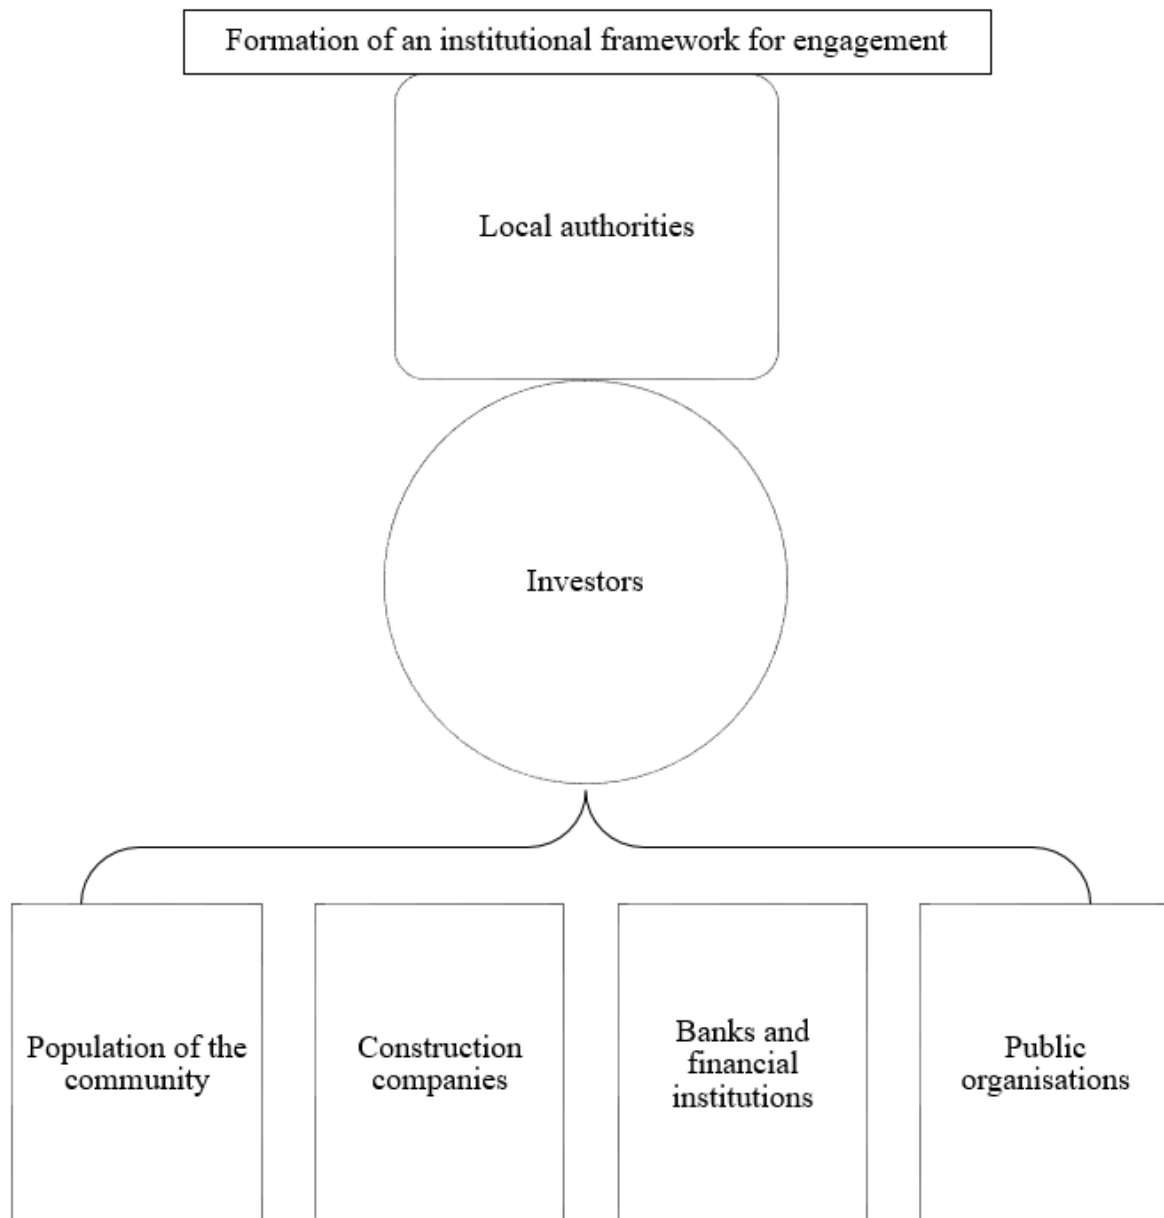 Formation of an institutional framework for engagement
Local authorities
Investors
Population of the
community
Construction
companies
Banks and
financial
institutions
Public
organisations